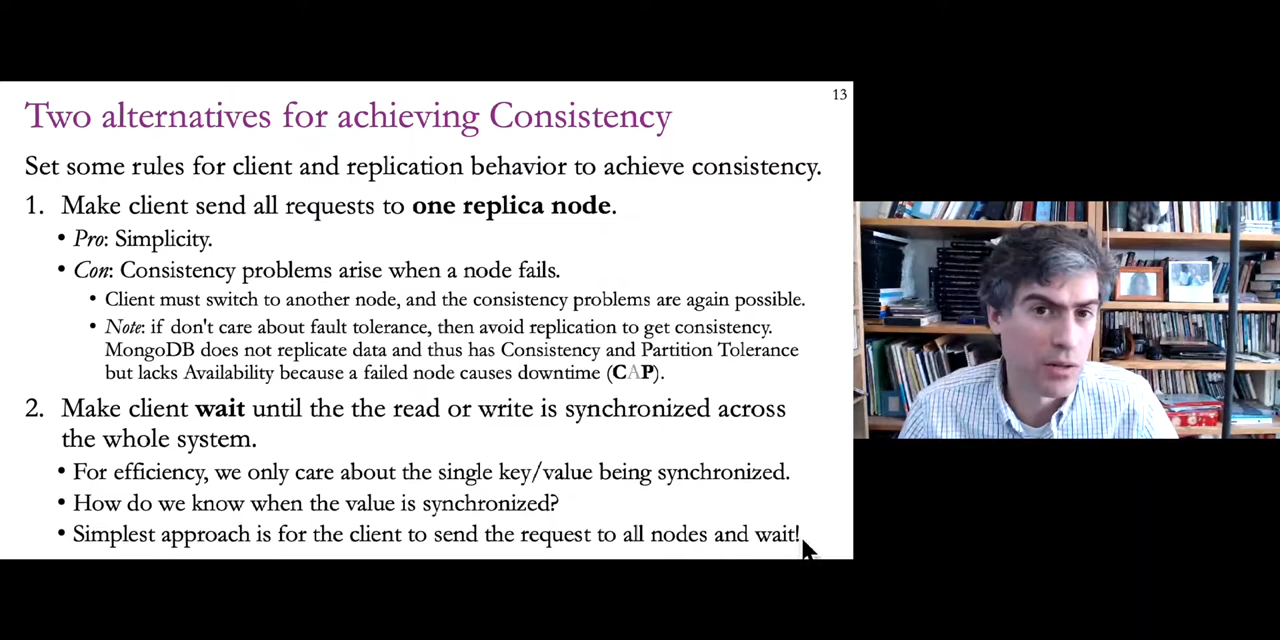 13
Two alternatives for achieving Consistency
Set some rules for client and replication behavior to achieve consistency.
1. Make client send all requests to one replica node.
• Pro: Simplicity.
• Con: Consistency problems arise when a node fails.
• Client must switch to another node, and the consistency problems are again possible.
• Note: if don't care about fault tolerance, then avoid replication to get consistency.
MongoDB does not replicate data and thus has Consistency and Partition Tolerance
but lacks Availability because a failed node causes downtime (CAP).
2. Make client wait until the the read or write is synchronized across
the whole system.
• For efficiency, we only care about the single key/value being synchronized.
• How do we know when the value is synchronized?
• Simplest approach is for the client to send the request to all nodes and wait!